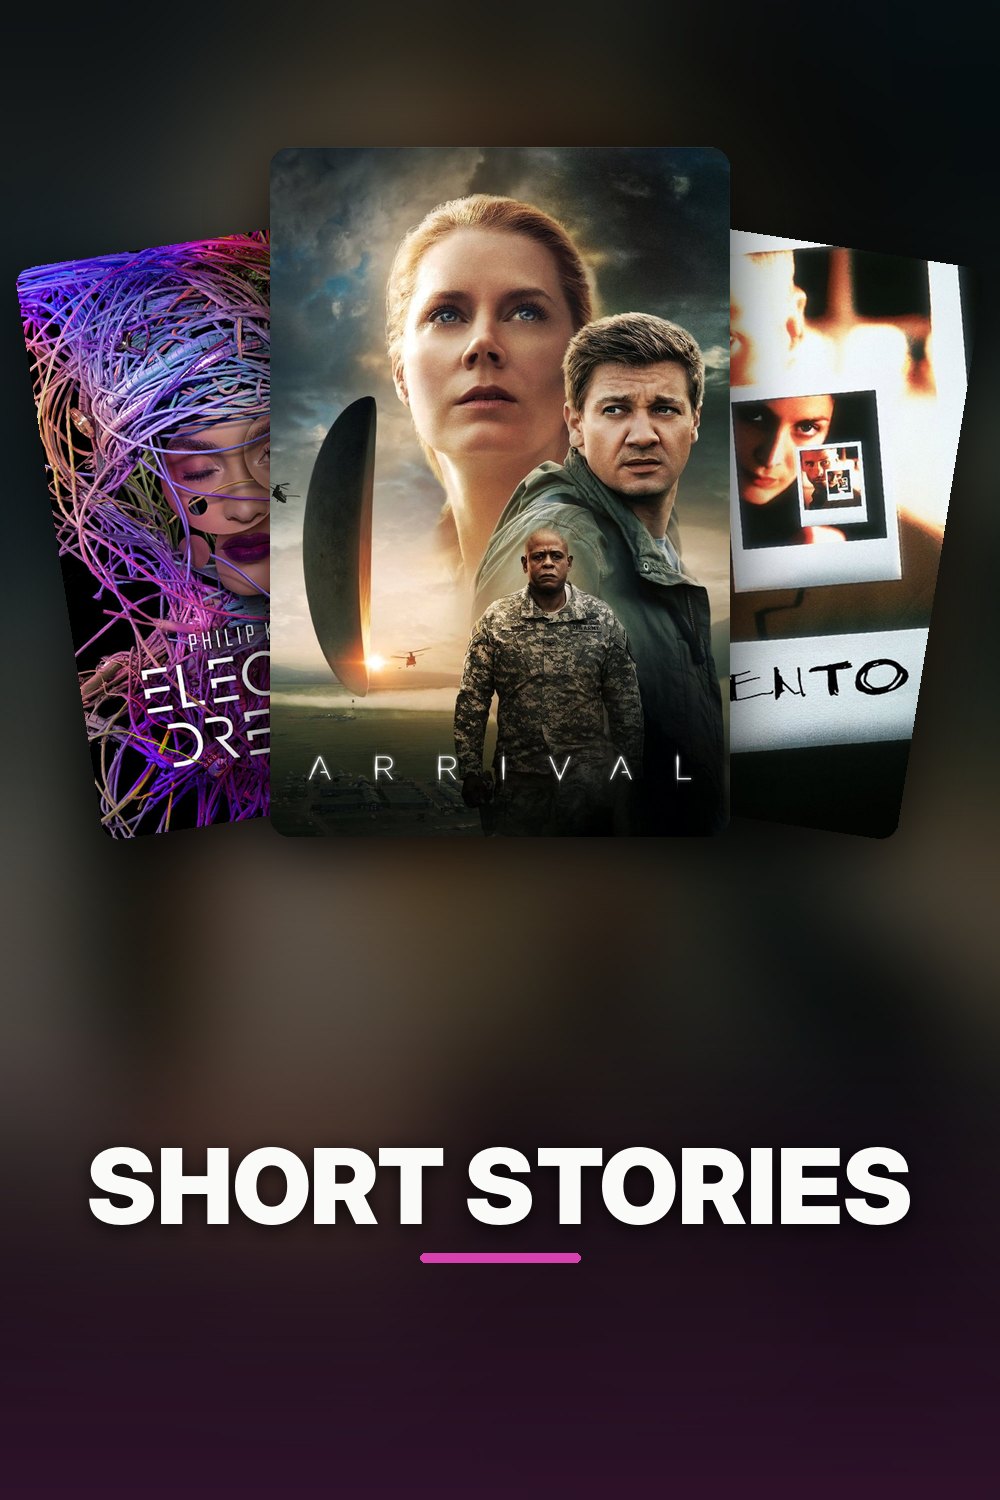 PHILIP K
ELEC
DRE
ARRIVAL
ENTO
SHORT STORIES